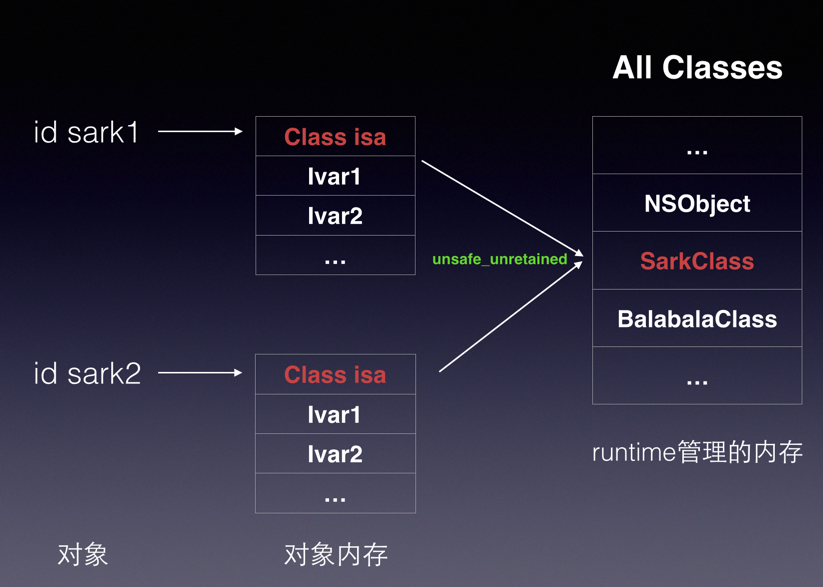 All Classes
id sark1
Class isa
Ivar1
Ivar2
...
unsafe_unretained
...
NSObject
SarkClass
BalabalaClass
...
id sark2
Class isa
Ivar1
Ivar2
...
runtime管理的内存
对象
对象内存